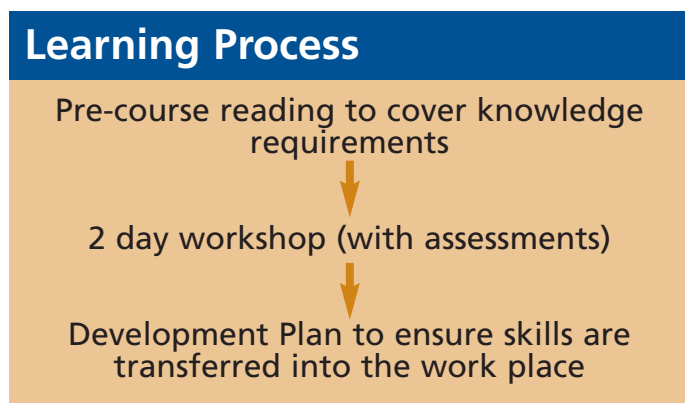 Learning Process
Pre-course reading to cover knowledge
requirements
2 day workshop (with assessments)
Development Plan to ensure skills are
transferred into the work place